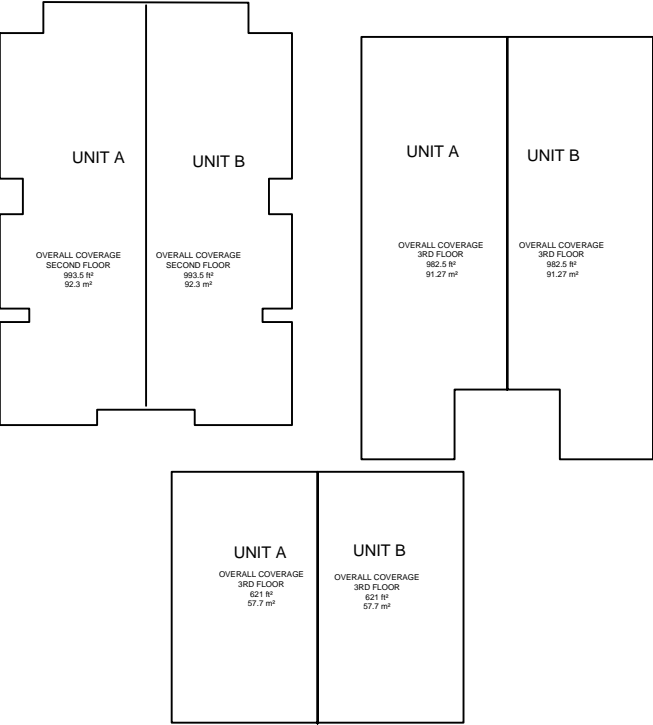 UNIT A
OVERALL COVERAGE
SECOND FLOOR
993.5 ft²
92.3 m²
UNIT B
OVERALL COVERAGE
SECOND FLOOR
993.5 ft²
92.3 m²
UNIT A
OVERALL COVERAGE
3RD FLOOR
982.5 ft²
91.27 m²
UNIT B
OVERALL COVERAGE
3RD FLOOR
982.5 ft²
91.27 m²
UNIT A
OVERALL COVERAGE
3RD FLOOR
621 ft²
57.7 m²
UNIT B
OVERALL COVERAGE
3RD FLOOR
621 ft²
57.7 m²